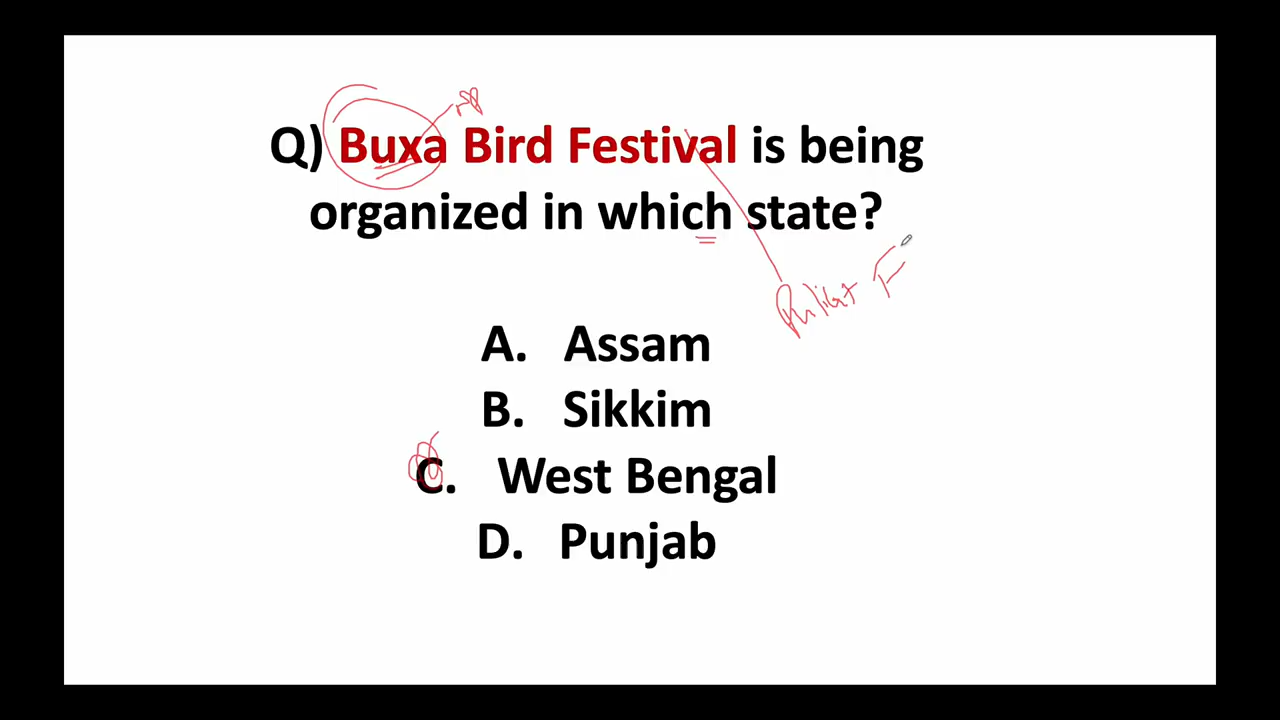 Q) Buxa Bird Festival is being
organized in which state?
A. Assam
B. Sikkim
C. West Bengal
D. Punjab